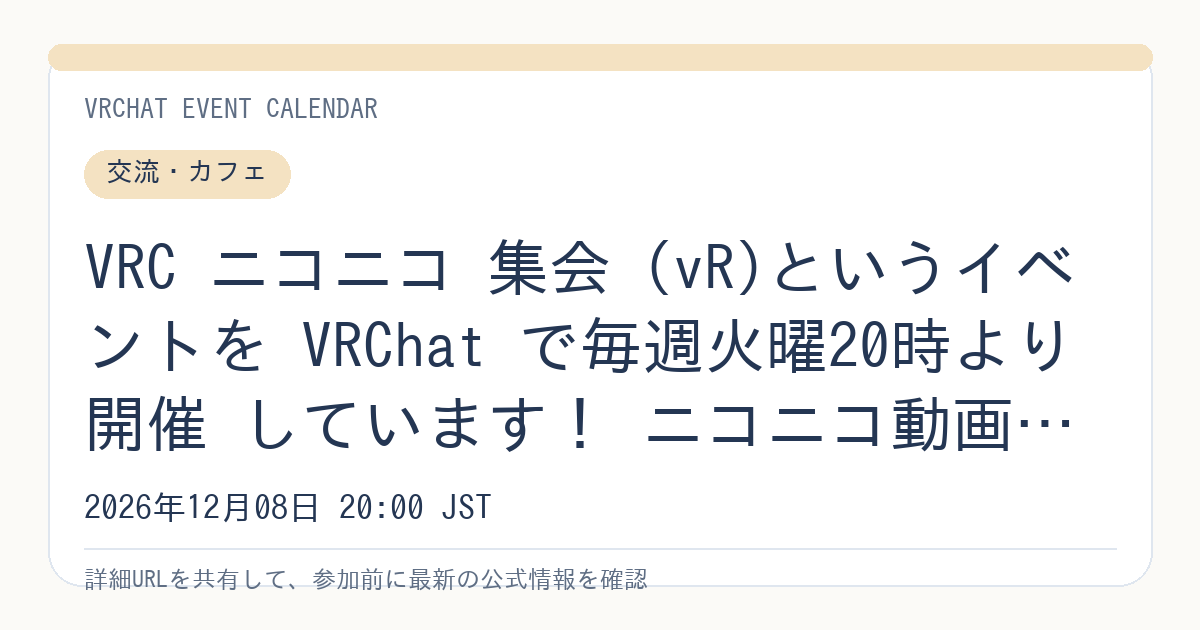 VRCHAT EVENT CALENDAR
交流・カフェ
VRC ニコニコ 集会 (vR)というイベ
ントを VRChat で毎週火曜20時より
開催 しています！ ニコニコ動画…
2026年12月08日 20:00 JST
詳細URLを共有して、参加前に最新の公式情報を確認